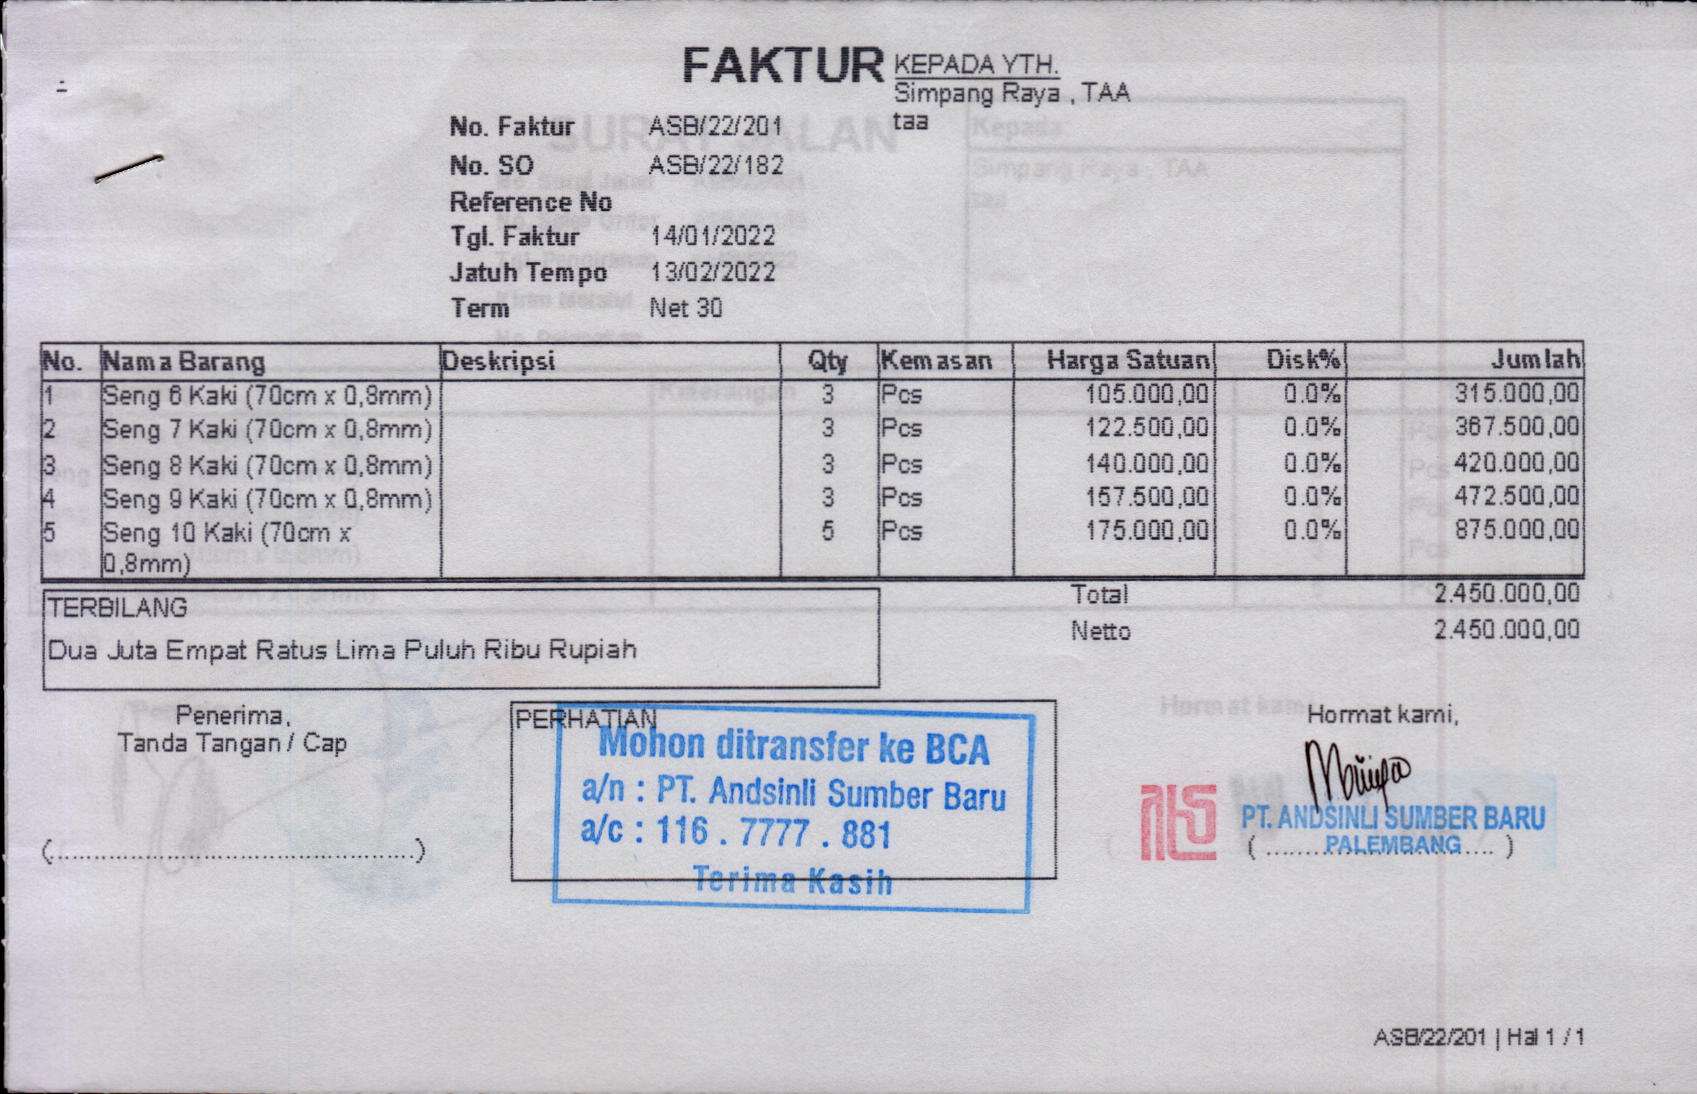 FAKTUR
KEPADA YTH.
Simpang Raya , TAA
taa
No. Faktur ASB/22/201
No. SO ASB/22/182
Reference No
Tgl. Faktur 14/01/2022
Jatuh Tempo 13/02/2022
Term Net 30
No. Nama Barang Deskripsi Qty Kemasan Harga Satuan Disk% Jumlah
1 Seng 6 Kaki (70cm x 0,8mm) 3 Pcs 105.000,00 0.0% 315.000,00
2 Seng 7 Kaki (70cm x 0,8mm) 3 Pcs 122.500,00 0.0% 367.500,00
3 Seng 8 Kaki (70cm x 0,8mm) 3 Pcs 140.000,00 0.0% 420.000,00
4 Seng 9 Kaki (70cm x 0,8mm) 3 Pcs 157.500,00 0.0% 472.500,00
5 Seng 10 Kaki (70cm x 5 Pcs 175.000,00 0.0% 875.000,00
0,8mm)
Total 2.450.000,00
Netto 2.450.000,00
TERBILANG
Dua Juta Empat Ratus Lima Puluh Ribu Rupiah
Penerima,
Tanda Tangan / Cap
(................................................)
PERHATIAN
Mohon ditransfer ke BCA
a/n : PT. Andsinli Sumber Baru
a/c : 116 . 7777 . 881
Terima Kasih
Hormat kami,
PT. ANDSINLI SUMBER BARU
PALEMBANG
ASB/22/201 | Hal 1 / 1